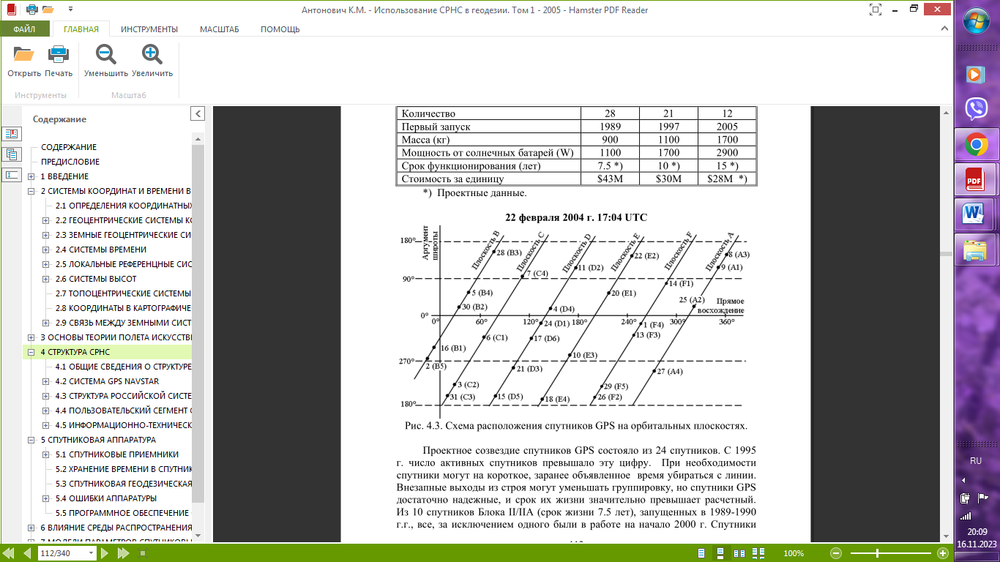 Антонович К.М. - Использование СРНС в геодезии. Том 1 - 2005 - Hamster PDF Reader
ФАЙЛ ГЛАВНАЯ ИНСТРУМЕНТЫ МАСШТАБ ПОМОЩЬ
Открыть Печать Уменьшить Увеличить
Инструменты Масштаб
Содержание
СОДЕРЖАНИЕ
ПРЕДИСЛОВИЕ
1 ВВЕДЕНИЕ
2 СИСТЕМЫ КООРДИНАТ И ВРЕМЕНИ В
2.1 ОПРЕДЕЛЕНИЯ КООРДИНАТНЫХ
2.2 ГЕОЦЕНТРИЧЕСКИЕ СИСТЕМЫ КО
2.3 ЗЕМНЫЕ ГЕОЦЕНТРИЧЕСКИЕ СИ
2.4 СИСТЕМЫ ВРЕМЕНИ
2.5 ЛОКАЛЬНЫЕ РЕФЕРЕНЦНЫЕ СИС
2.6 СИСТЕМЫ ВЫСОТ
2.7 ТОПОЦЕНТРИЧЕСКИЕ СИСТЕМЫ
2.8 КООРДИНАТЫ В КАРТОГРАФИЧЕ
2.9 СВЯЗЬ МЕЖДУ ЗЕМНЫМИ СИСТ
3 ОСНОВЫ ТЕОРИИ ПОЛЕТА ИСКУССТВЕ
4 СТРУКТУРА СРНС
4.1 ОБЩИЕ СВЕДЕНИЯ О СТРУКТУРЕ
4.2 СИСТЕМА GPS NAVSTAR
4.3 СТРУКТУРА РОССИЙСКОЙ СИСТЕ
4.4 ПОЛЬЗОВАТЕЛЬСКИЙ СЕГМЕНТ С
4.5 ИНФОРМАЦИОННО-ТЕХНИЧЕСК
5 СПУТНИКОВАЯ АППАРАТУРА
5.1 СПУТНИКОВЫЕ ПРИЕМНИКИ
5.2 ХРАНЕНИЕ ВРЕМЕНИ В СПУТНИК
5.3 СПУТНИКОВАЯ ГЕОДЕЗИЧЕСКАЯ
5.4 ОШИБКИ АППАРАТУРЫ
5.5 ПРОГРАММНОЕ ОБЕСПЕЧЕНИЕ
6 ВЛИЯНИЕ СРЕДЫ РАСПРОСТРАНЕНИЯ
Количество 28 21 12
Первый запуск 1989 1997 2005
Масса (кг) 900 1100 1700
Мощность от солнечных батарей (W) 1100 1700 2900
Срок функционирования (лет) 7.5 *) 10 *) 15 *)
Стоимость за единицу $43M $30M $28M *)
*) Проектные данные.
22 февраля 2004 г. 17:04 UTC
Аргумент
широты
Плоскость B Плоскость C Плоскость D Плоскость E Плоскость F Плоскость A
180°
28 (B3) 22 (E2) 8 (A3)
7 (C4) 11 (D2) 9 (A1)
90°
14 (F1)
5 (B4) 20 (E1)
30 (B2) 4 (D4) 25 (A2) Прямое
восхождение
0°
0° 60° 120° 180° 240° 300° 360°
24 (D1) 1 (F4)
6 (C1) 17 (D6) 13 (F3)
16 (B1) 10 (E3)
270°
2 (B5) 21 (D3) 27 (A4)
3 (C2) 29 (F5)
31 (C3) 15 (D5) 18 (E4) 26 (F2)
180°
Рис. 4.3. Схема расположения спутников GPS на орбитальных плоскостях.
Проектное созвездие спутников GPS состояло из 24 спутников. С 1995
г. число активных спутников превышало эту цифру. При необходимости
спутники могут на короткое, заранее объявленное время убираться с линии.
Внезапные выходы из строя могут уменьшать группировку, но спутники GPS
достаточно надежные, и срок их жизни значительно превышает расчетный.
Из 10 спутников Блока II/IIA (срок жизни 7.5 лет), запущенных в 1989-1990
г.г., все, за исключением одного были в работе на начало 2000 г. Спутники
112/340
100%
PDF
RU
20:09
16.11.2023